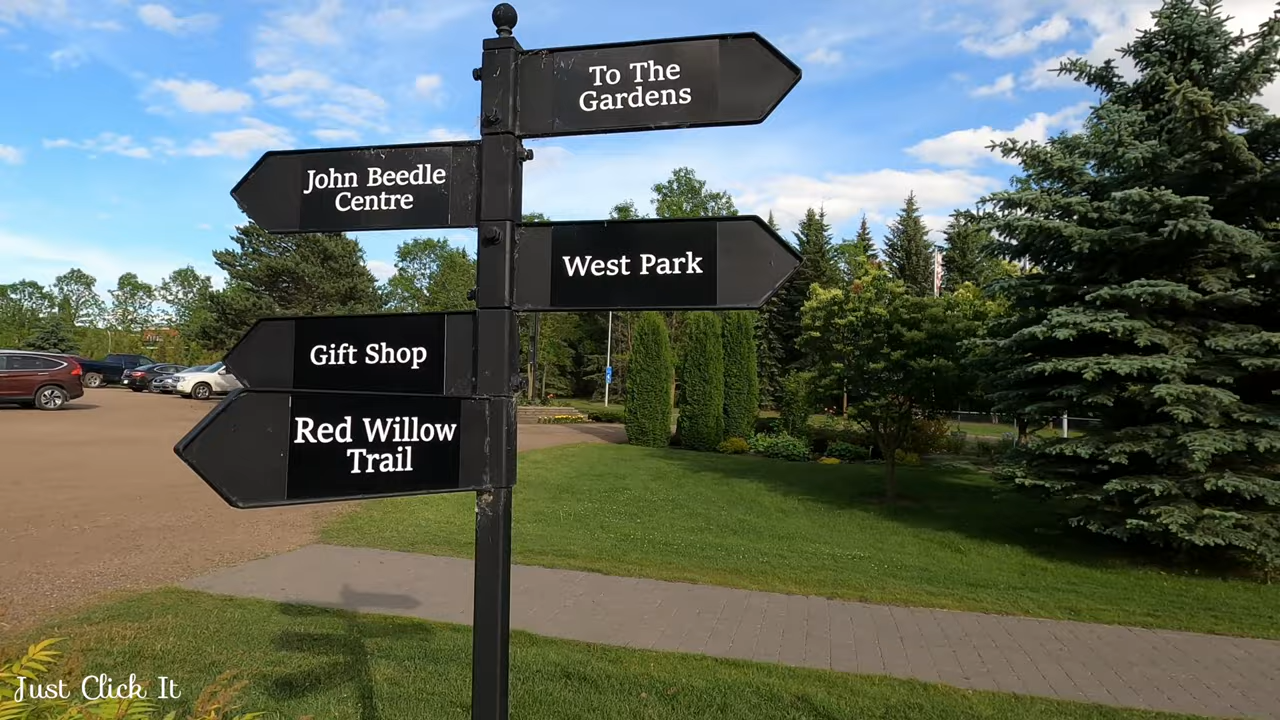 To The
Gardens
John Beedle
Centre
West Park
Gift Shop
Red Willow
Trail
Just Click It